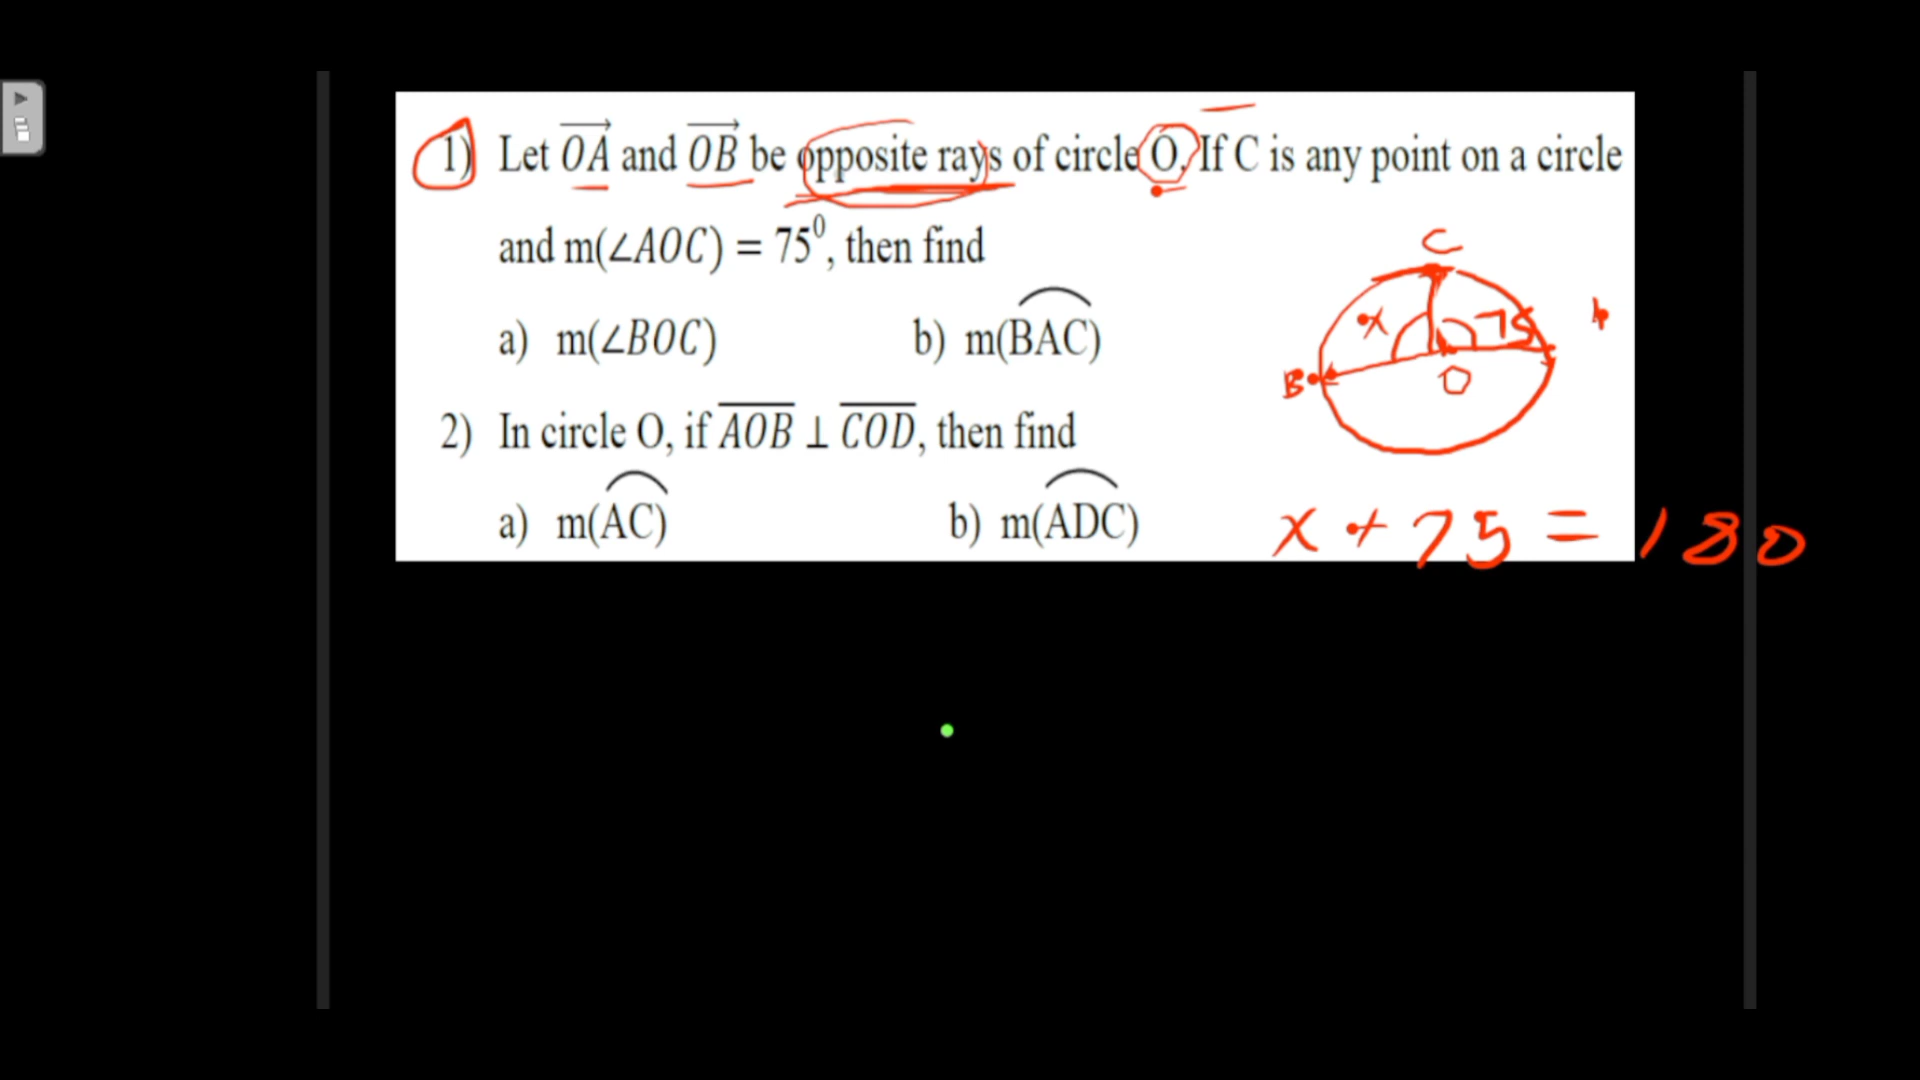 1) Let OA and OB be opposite rays of circle O. If C is any point on a circle
and m(∠AOC) = 75⁰, then find
a) m(∠BOC) b) m(BAC)
2) In circle O, if AOB ⊥ COD, then find
a) m(AC) b) m(ADC)
C
x 75
B
O
x + 75 = 180